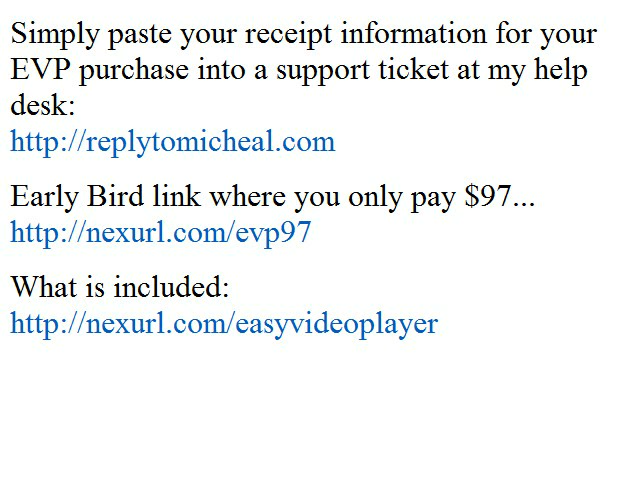 Simply paste your receipt information for your
EVP purchase into a support ticket at my help
desk:
http://replytomicheal.com
Early Bird link where you only pay $97...
http://nexurl.com/evp97
What is included:
http://nexurl.com/easyvideoplayer